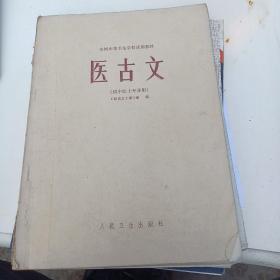 全国中等卫生学校试用教材
医古文
(供中医士专业用)
《医古文》编写组 编
人民卫生出版社